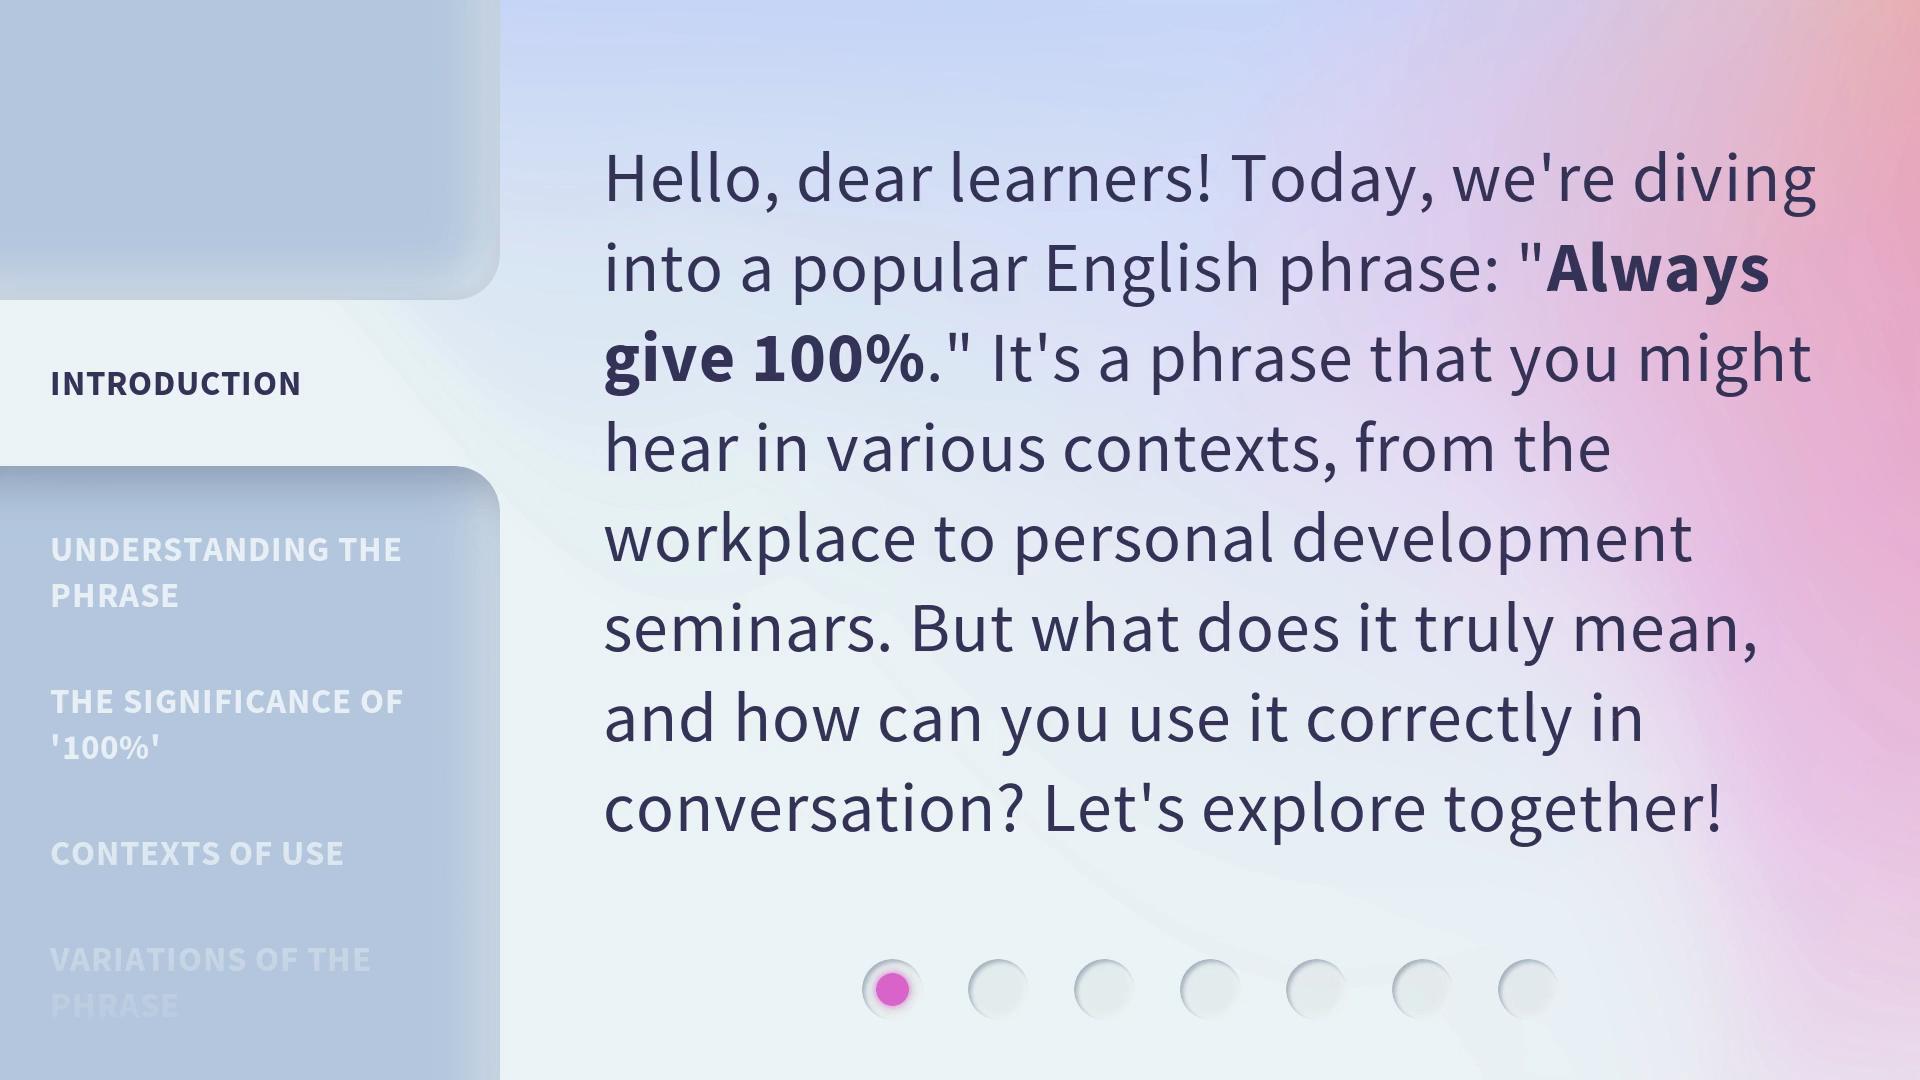 INTRODUCTION
UNDERSTANDING THE
PHRASE
THE SIGNIFICANCE OF
'100%'
CONTEXTS OF USE
VARIATIONS OF THE
PHRASE
Hello, dear learners! Today, we're diving
into a popular English phrase: "Always
give 100%." It's a phrase that you might
hear in various contexts, from the
workplace to personal development
seminars. But what does it truly mean,
and how can you use it correctly in
conversation? Let's explore together!